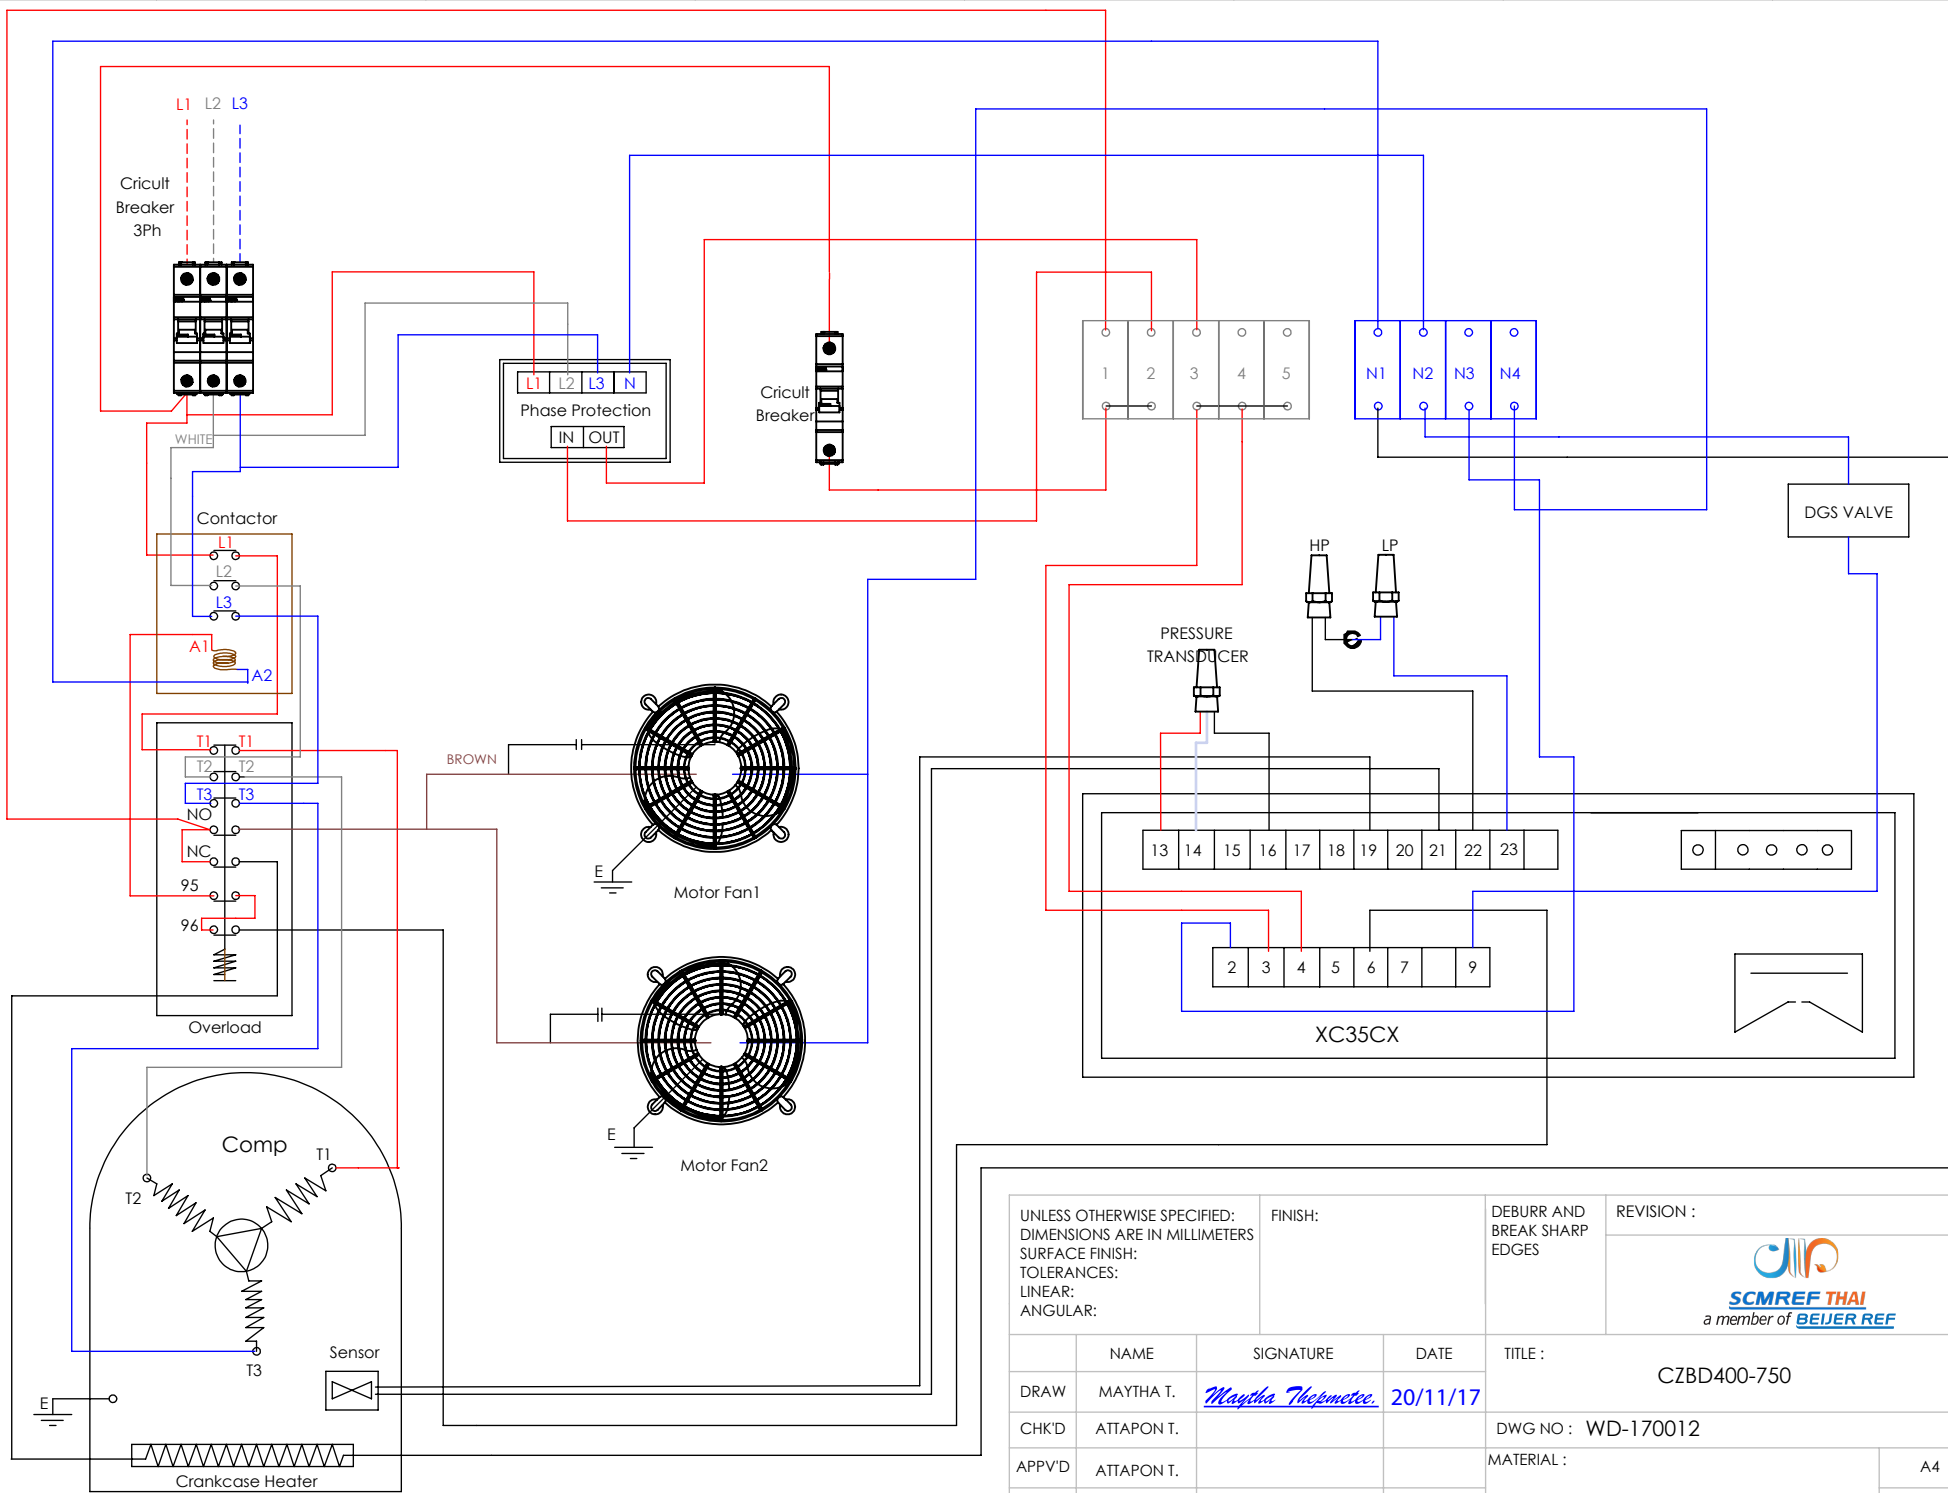 L1 L2 L3
Cricult
Breaker
3Ph
WHITE
L1 L2 L3 N
Phase Protection
IN OUT
Cricult
Breaker
1 2 3 4 5
N1 N2 N3 N4
DGS VALVE
Contactor
L1
L2
L3
A1
A2
HP LP
PRESSURE
TRANSDUCER
T1 T1
T2 T2
T3 T3
NO
NC
95
96
Overload
BROWN
E
Motor Fan1
E
Motor Fan2
13 14 15 16 17 18 19 20 21 22 23
2 3 4 5 6 7 9
XC35CX
Comp
T1
T2
T3
Sensor
E
Crankcase Heater
UNLESS OTHERWISE SPECIFIED:
DIMENSIONS ARE IN MILLIMETERS
SURFACE FINISH:
TOLERANCES:
LINEAR:
ANGULAR:
FINISH:
DEBURR AND
BREAK SHARP
EDGES
REVISION :
SCMREF THAI
a member of BEIJER REF
NAME SIGNATURE DATE
TITLE :
CZBD400-750
DRAW MAYTHA T. Maytha Thepmetee. 20/11/17
CHK'D ATTAPON T.
DWG NO : WD-170012
APPV'D ATTAPON T.
MATERIAL :
A4